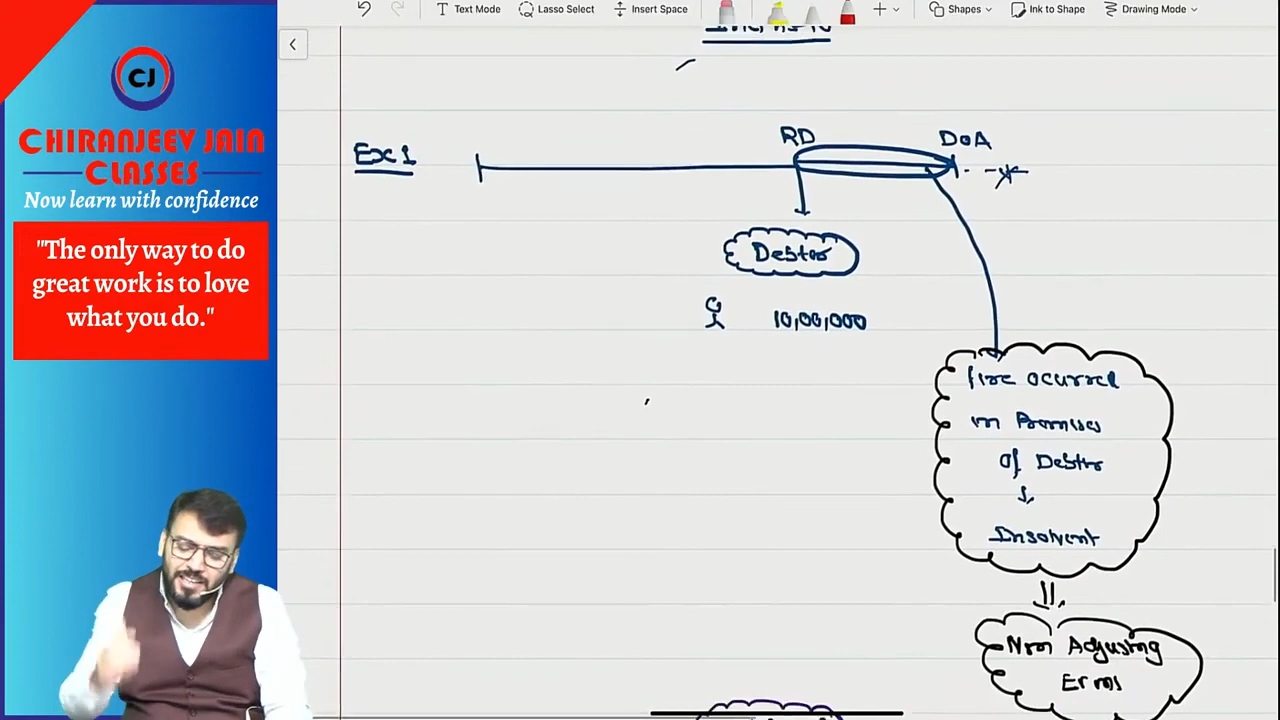 Text Mode
Lasso Select
Insert Space
Shapes
Ink to Shape
Drawing Mode
CJ
CHIRANJEEV JAIN
CLASSES
Now learn with confidence
"The only way to do
great work is to love
what you do."
Ex 1
RD
DoA
Debtor
10,00,000
fire ocurred
in Premises
of Debtor
Insolvent
Non Adjusting